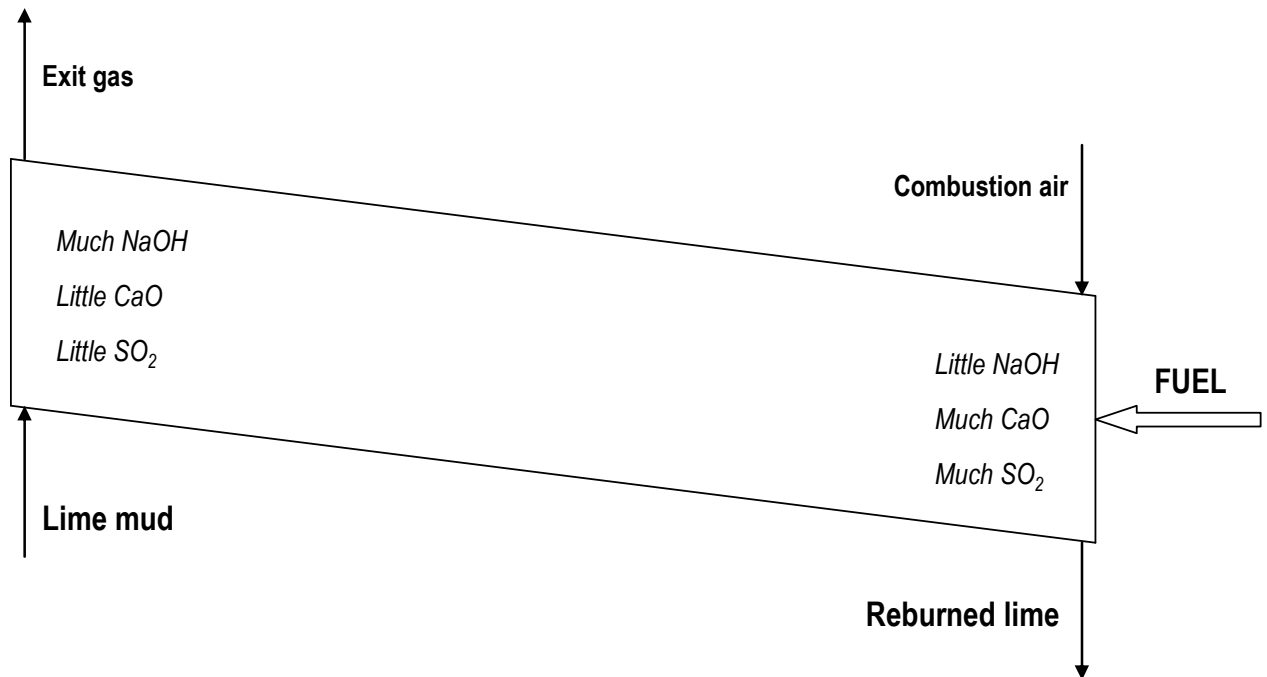 Exit gas
Combustion air
Much NaOH
Little CaO
Little SO₂
Little NaOH
Much CaO
Much SO₂
FUEL
Lime mud
Reburned lime